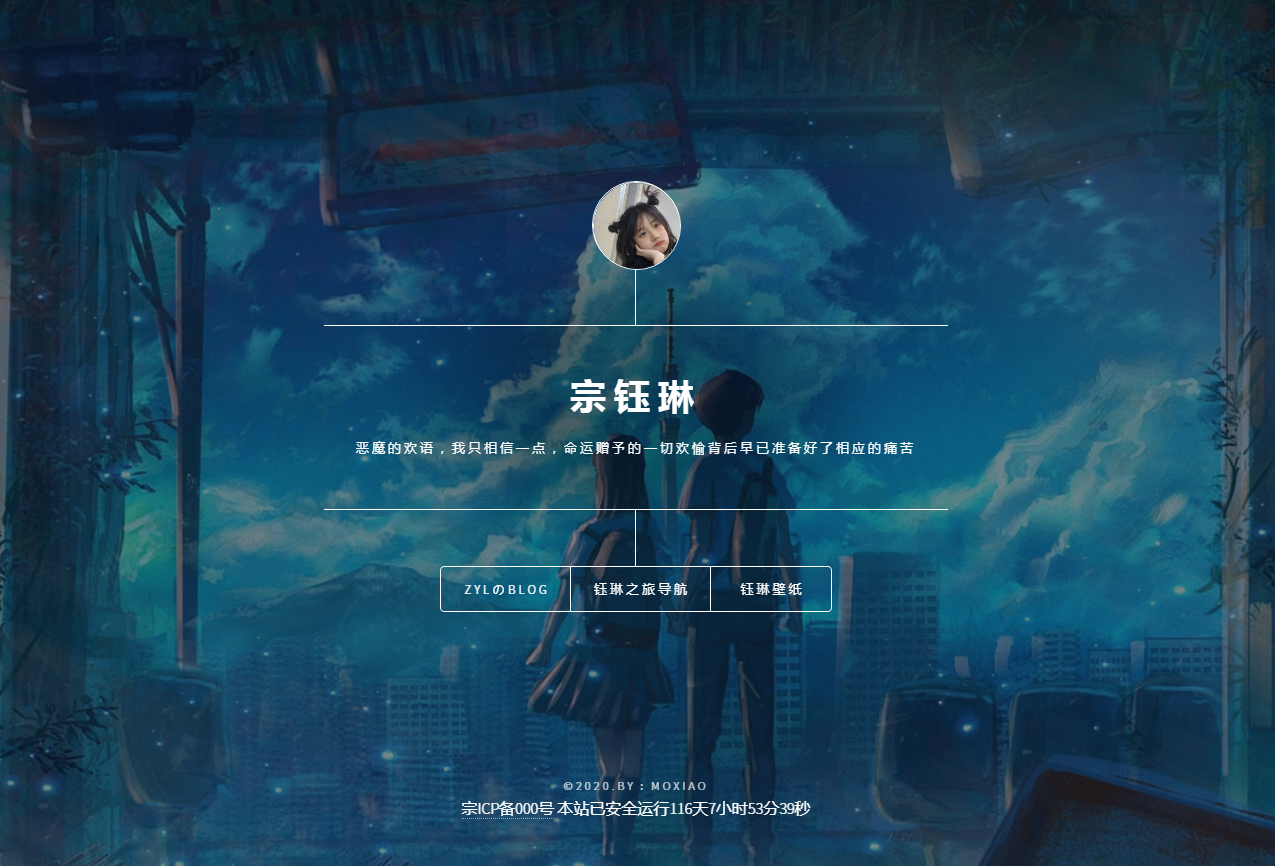 宗钰琳
恶魔的欢语，我只相信一点，命运赠予的一切欢愉背后早已准备好了相应的痛苦
ZYLのBLOG
钰琳之旅导航
钰琳壁纸
©2020.BY：MOXIAO
宗ICP备000号 本站已安全运行116天7小时53分39秒